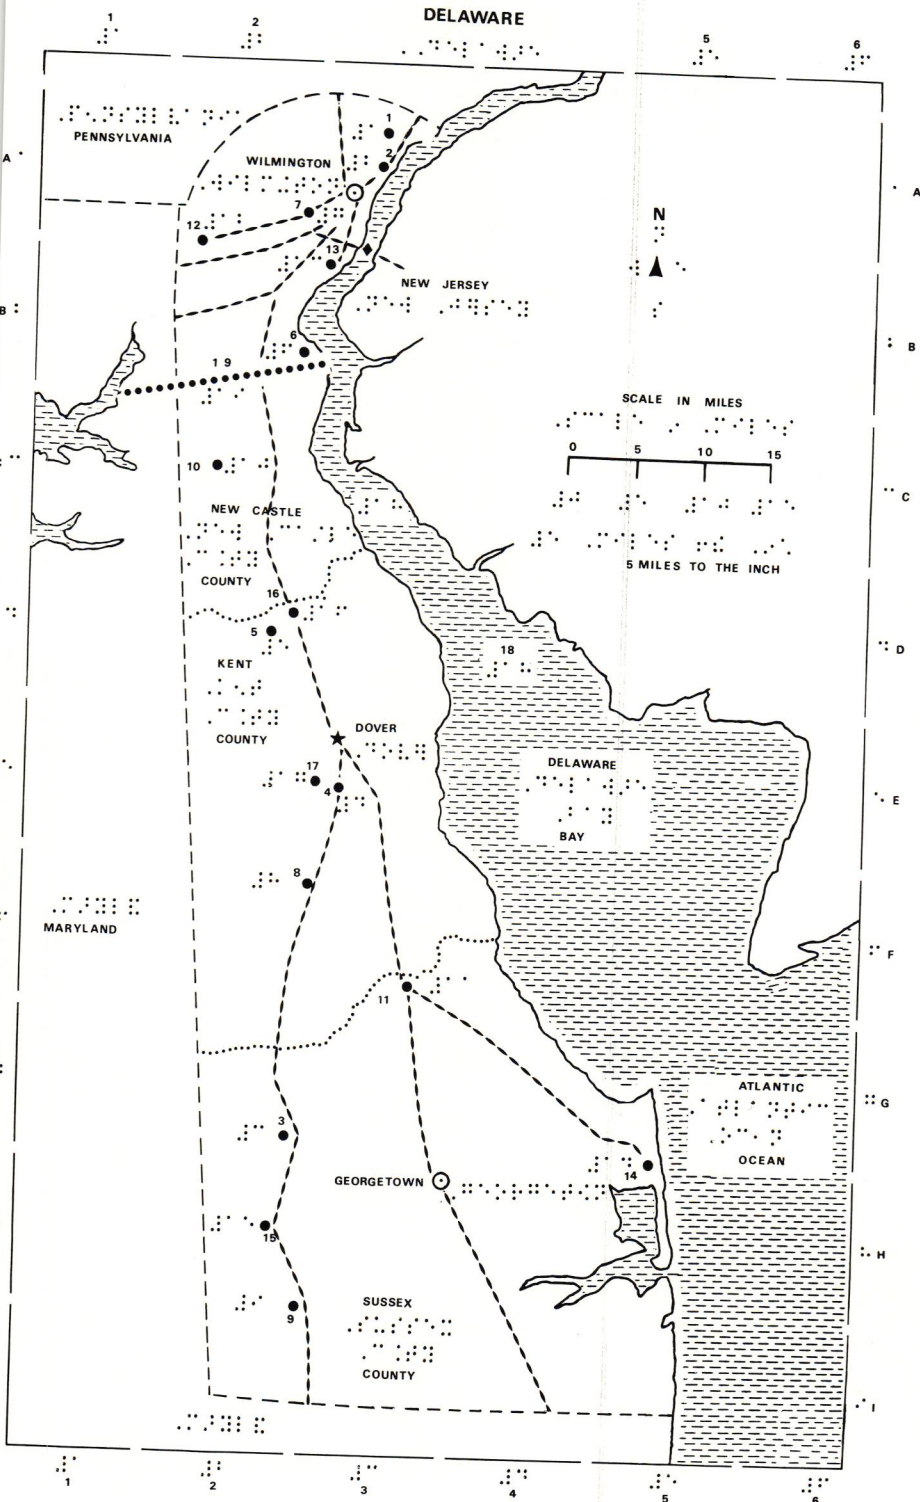 DELAWARE
1
2
5
6
PENNSYLVANIA
1
2
A
WILMINGTON
A
7
12
N
13
NEW JERSEY
B
6
B
1 9
SCALE IN MILES
0 5 10 15
10
C
NEW CASTLE
5 MILES TO THE INCH
COUNTY
16
5
18
D
KENT
DOVER
COUNTY
DELAWARE
17
4
E
BAY
8
MARYLAND
F
11
ATLANTIC
G
3
OCEAN
GEORGETOWN
14
15
H
SUSSEX
9
COUNTY
I
1
2
3
4
5
6